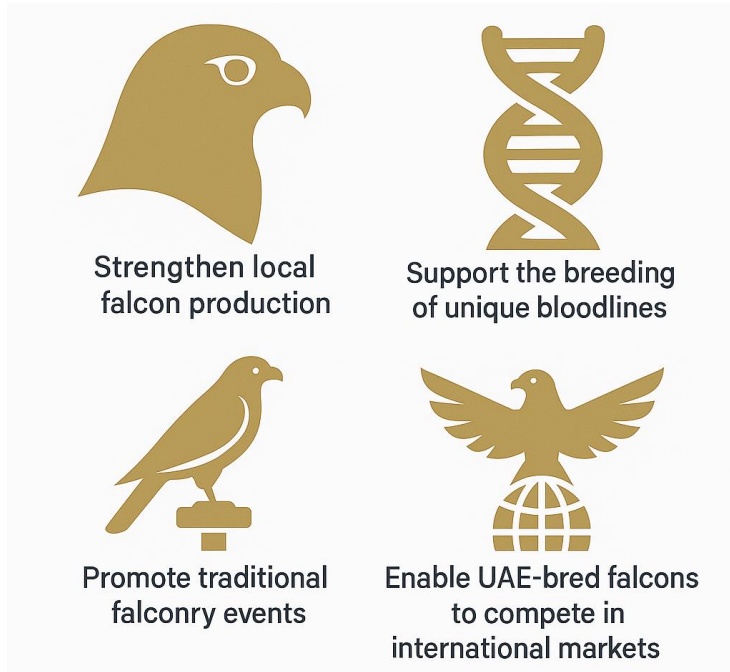 Strengthen local
falcon production
Support the breeding
of unique bloodlines
Promote traditional
falconry events
Enable UAE-bred falcons
to compete in
international markets